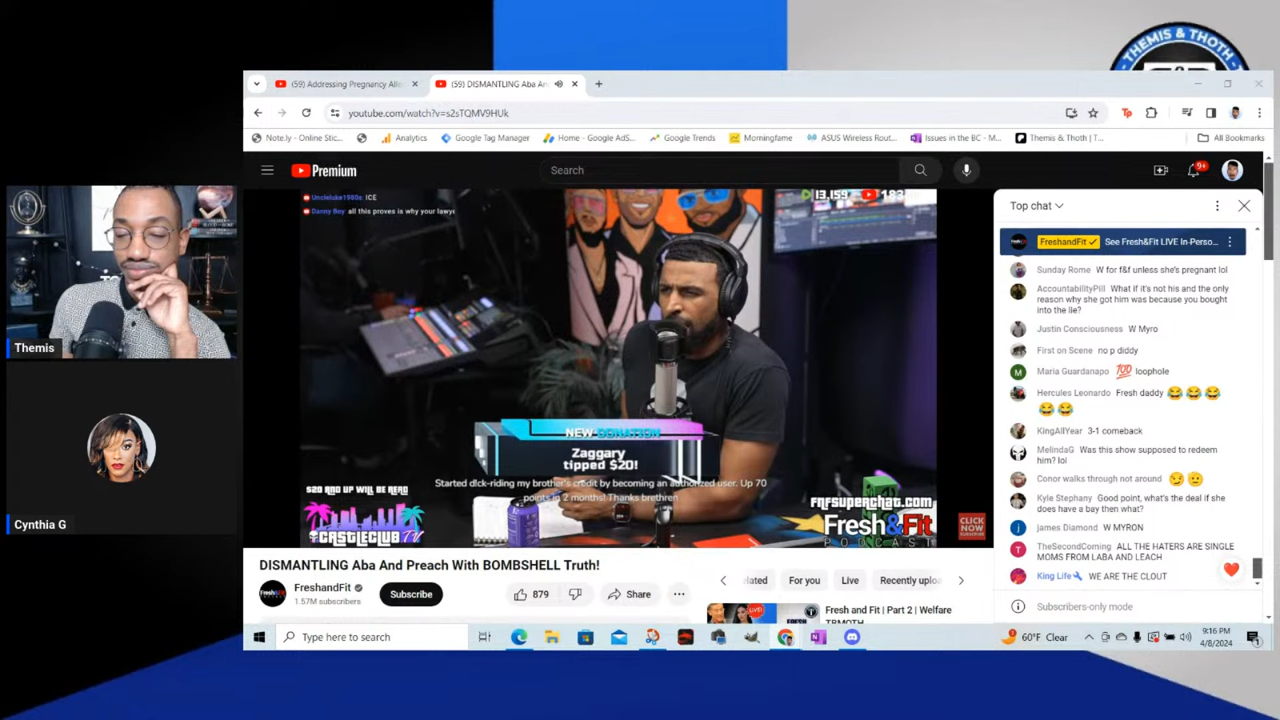 THEMIS & THOTH
(59) Addressing Pregnancy Alle
(59) DISMANTLING Aba An
youtube.com/watch?v=s2sTQMV9HUk
Note.ly - Online Stic...
Analytics
Google Tag Manager
Home - Google AdS...
Google Trends
Morningfame
ASUS Wireless Rout...
Issues in the BC - M...
Themis & Thoth | T...
All Bookmarks
Premium
Search
9+
Uncleluke1980s ICE
Danny Boy: all this proves is why your lawye
13,159
183
NEW DONATION
Zaggary
tipped $20!
Started d!ck-riding my brother's credit by becoming an authorized user. Up 70
points in 2 months! Thanks brethren
$20 AND UP WILL BE READ
CASTLECLUB TV
FNFSUPERCHAT.COM
Fresh&Fit
PODCAST
CLICK
NOW
SUBSCRIBE
Top chat
FreshandFit See Fresh&Fit LIVE In-Perso...
Sunday Rome W for f&f unless she's pregnant lol
AccountabilityPill What if it's not his and the only
reason why she got him was because you bought
into the lie?
Justin Consciousness W Myro
First on Scene no p diddy
Maria Guardanapo 💯 loophole
Hercules Leonardo Fresh daddy 😂😂😂
😂😂
KingAllYear 3-1 comeback
MelindaG Was this show supposed to redeem
him? lol
Conor walks through not around 😏🫡
Kyle Stephany Good point, what's the deal if she
does have a bay then what?
james Diamond W MYRON
TheSecondComing ALL THE HATERS ARE SINGLE
MOMS FROM LABA AND LEACH
King Life WE ARE THE CLOUT
Subscribers-only mode
Themis
Cynthia G
DISMANTLING Aba And Preach With BOMBSHELL Truth!
FreshandFit
1.57M subscribers
Subscribe
879
Share
elated
For you
Live
Recently uploa
Fresh and Fit | Part 2 | Welfare
TBMOTH
Type here to search
60°F Clear
9:16 PM
4/8/2024